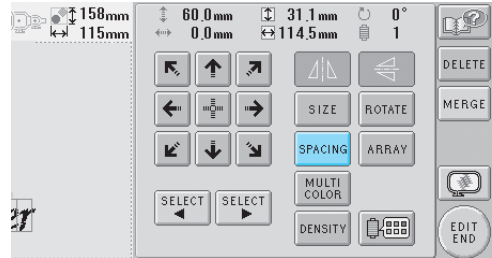 158mm 60.0mm 31.1mm 0°
115mm 0.0mm 114.5mm 1
DELETE
SIZE ROTATE MERGE
SPACING ARRAY
MULTI
COLOR
SELECT SELECT
DENSITY
EDIT
END
er